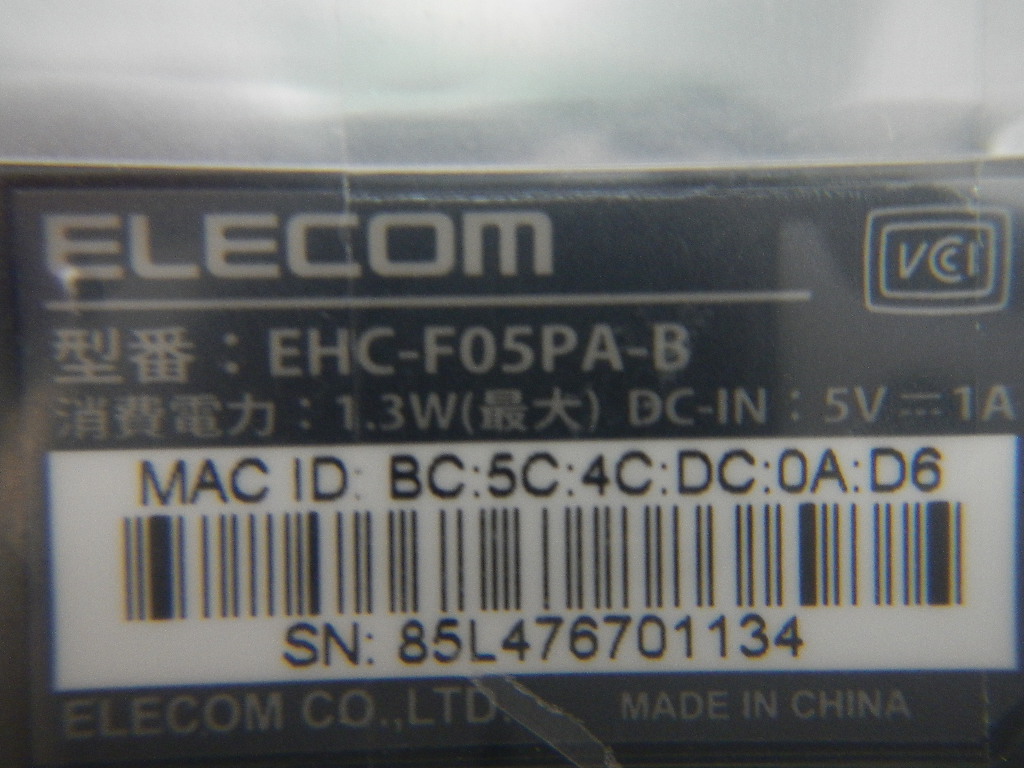 ELECOM
VCCI
型番：EHC-F05PA-B
消費電力：1.3W(最大) DC-IN：5V⎓1A
MAC ID: BC:5C:4C:DC:0A:D6
SN: 85L476701134
ELECOM CO.,LTD. MADE IN CHINA